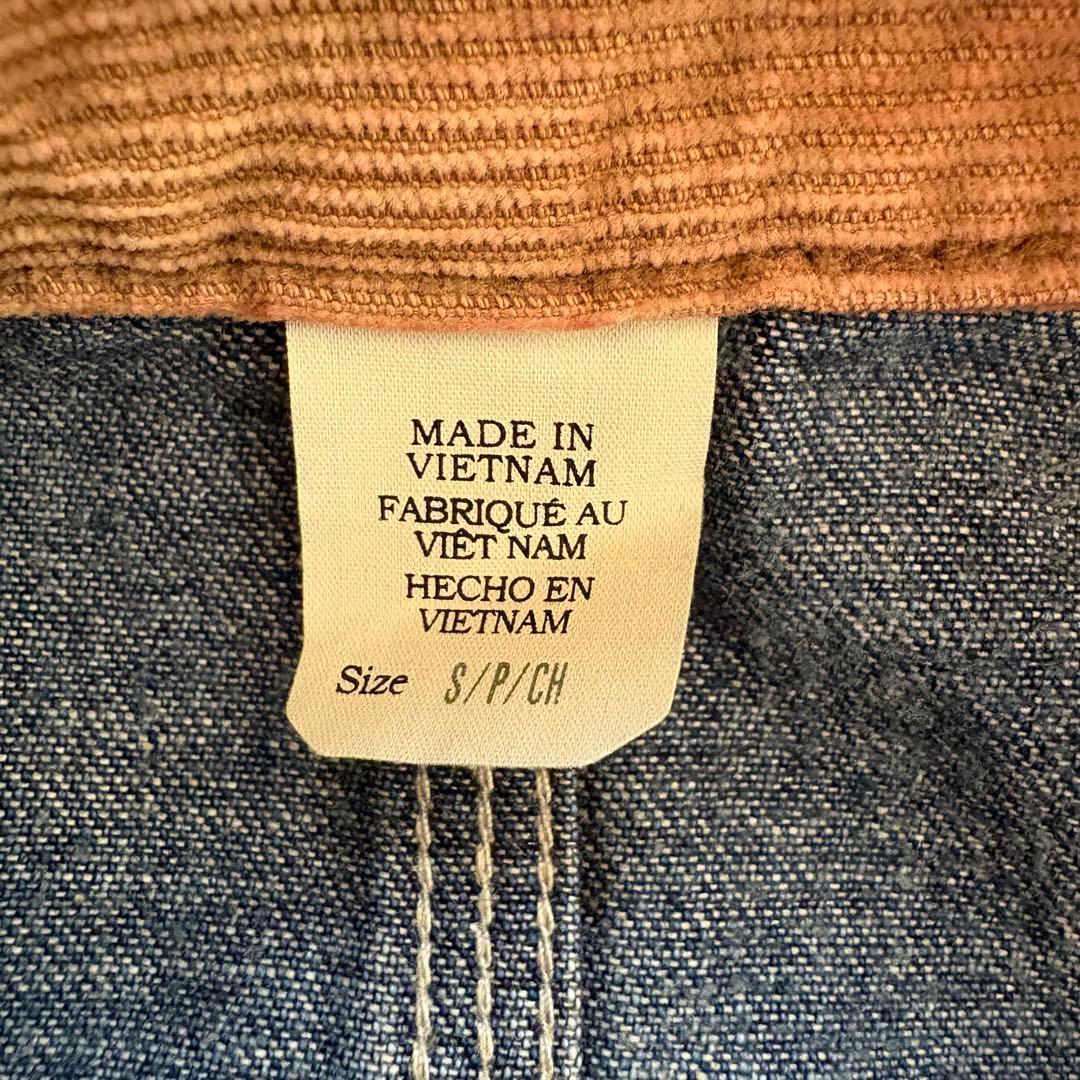 MADE IN
VIETNAM
FABRIQUÉ AU
VIÊT NAM
HECHO EN
VIETNAM
Size S/P/CH